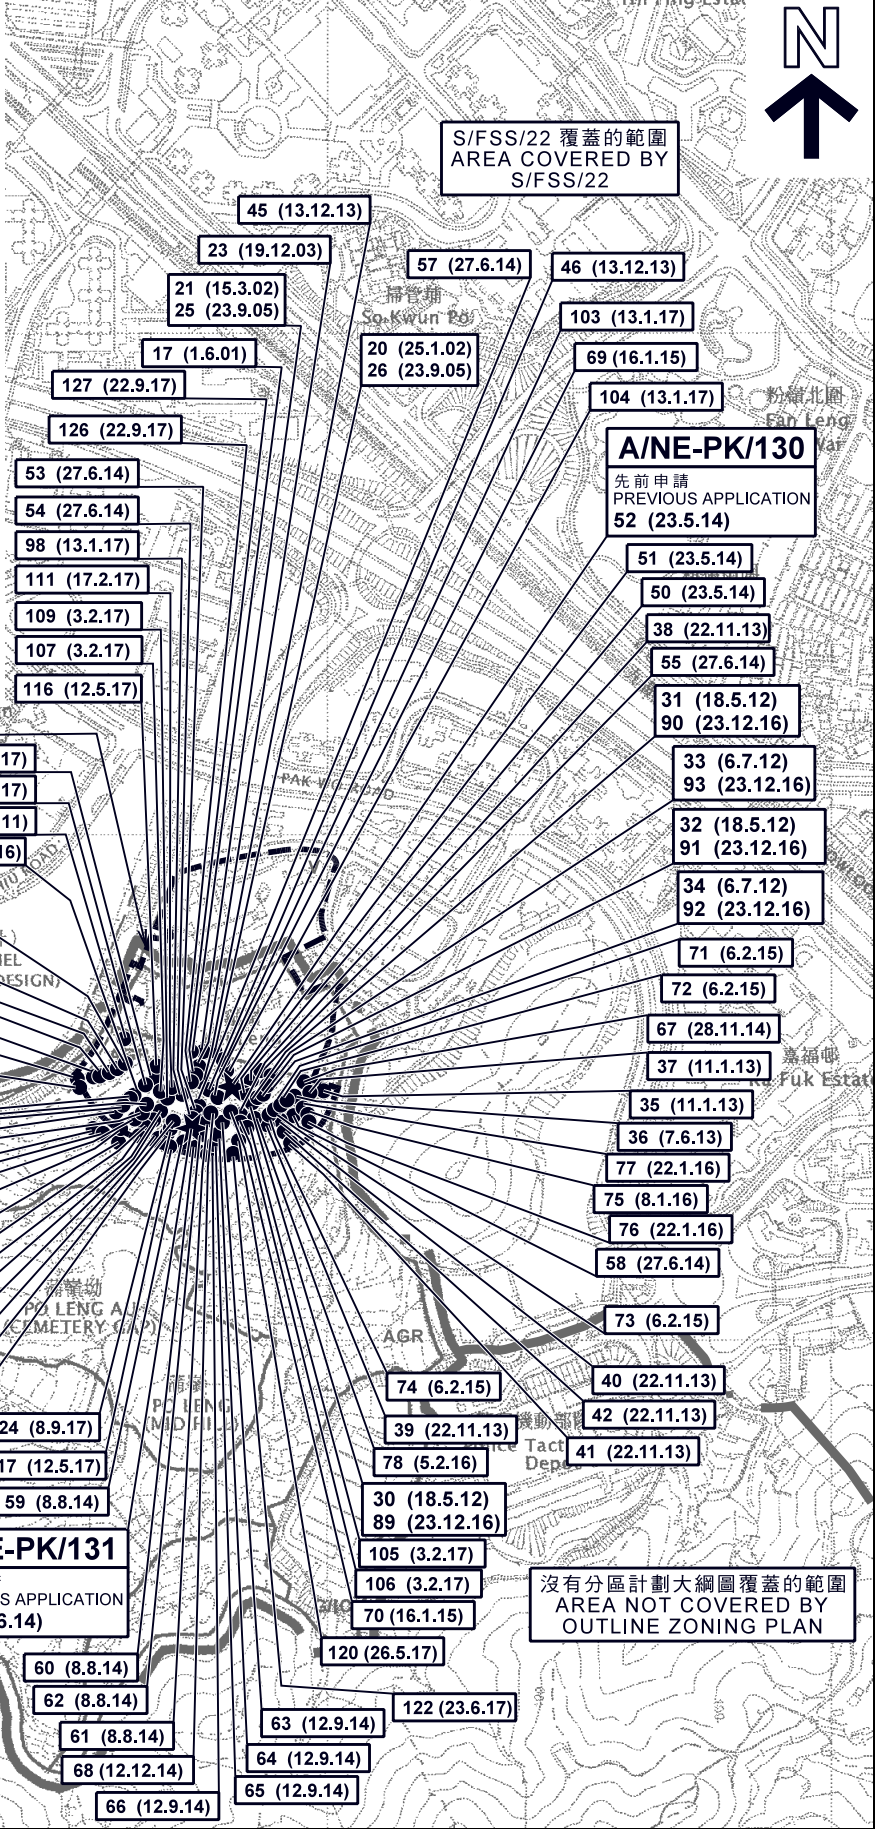 N
S/FSS/22 覆蓋的範圍
AREA COVERED BY
S/FSS/22
45 (13.12.13)
23 (19.12.03)
57 (27.6.14)
46 (13.12.13)
21 (15.3.02)
25 (23.9.05)
掃管埔
So Kwun Po
103 (13.1.17)
17 (1.6.01)
20 (25.1.02)
26 (23.9.05)
69 (16.1.15)
127 (22.9.17)
104 (13.1.17)
粉嶺北圍
Fan Leng
126 (22.9.17)
A/NE-PK/130
先前申請
PREVIOUS APPLICATION
52 (23.5.14)
53 (27.6.14)
54 (27.6.14)
98 (13.1.17)
51 (23.5.14)
111 (17.2.17)
50 (23.5.14)
109 (3.2.17)
38 (22.11.13)
107 (3.2.17)
55 (27.6.14)
116 (12.5.17)
31 (18.5.12)
90 (23.12.16)
17)
33 (6.7.12)
93 (23.12.16)
PAK WO ROAD
17)
11)
32 (18.5.12)
91 (23.12.16)
16)
ROAD
34 (6.7.12)
92 (23.12.16)
71 (6.2.15)
DESIGN)
72 (6.2.15)
67 (28.11.14)
37 (11.1.13)
嘉福邨
Ka Fuk Estate
35 (11.1.13)
36 (7.6.13)
77 (22.1.16)
75 (8.1.16)
76 (22.1.16)
58 (27.6.14)
PO LENG AU
(CEMETERY GAP)
73 (6.2.15)
AGR
74 (6.2.15)
40 (22.11.13)
PO LENG
MID HILL
42 (22.11.13)
24 (8.9.17)
39 (22.11.13)
機動部
Tact
Depot
41 (22.11.13)
17 (12.5.17)
78 (5.2.16)
59 (8.8.14)
30 (18.5.12)
89 (23.12.16)
E-PK/131
S APPLICATION
6.14)
105 (3.2.17)
106 (3.2.17)
70 (16.1.15)
沒有分區計劃大綱圖覆蓋的範圍
AREA NOT COVERED BY
OUTLINE ZONING PLAN
120 (26.5.17)
60 (8.8.14)
62 (8.8.14)
122 (23.6.17)
61 (8.8.14)
63 (12.9.14)
68 (12.12.14)
64 (12.9.14)
65 (12.9.14)
66 (12.9.14)